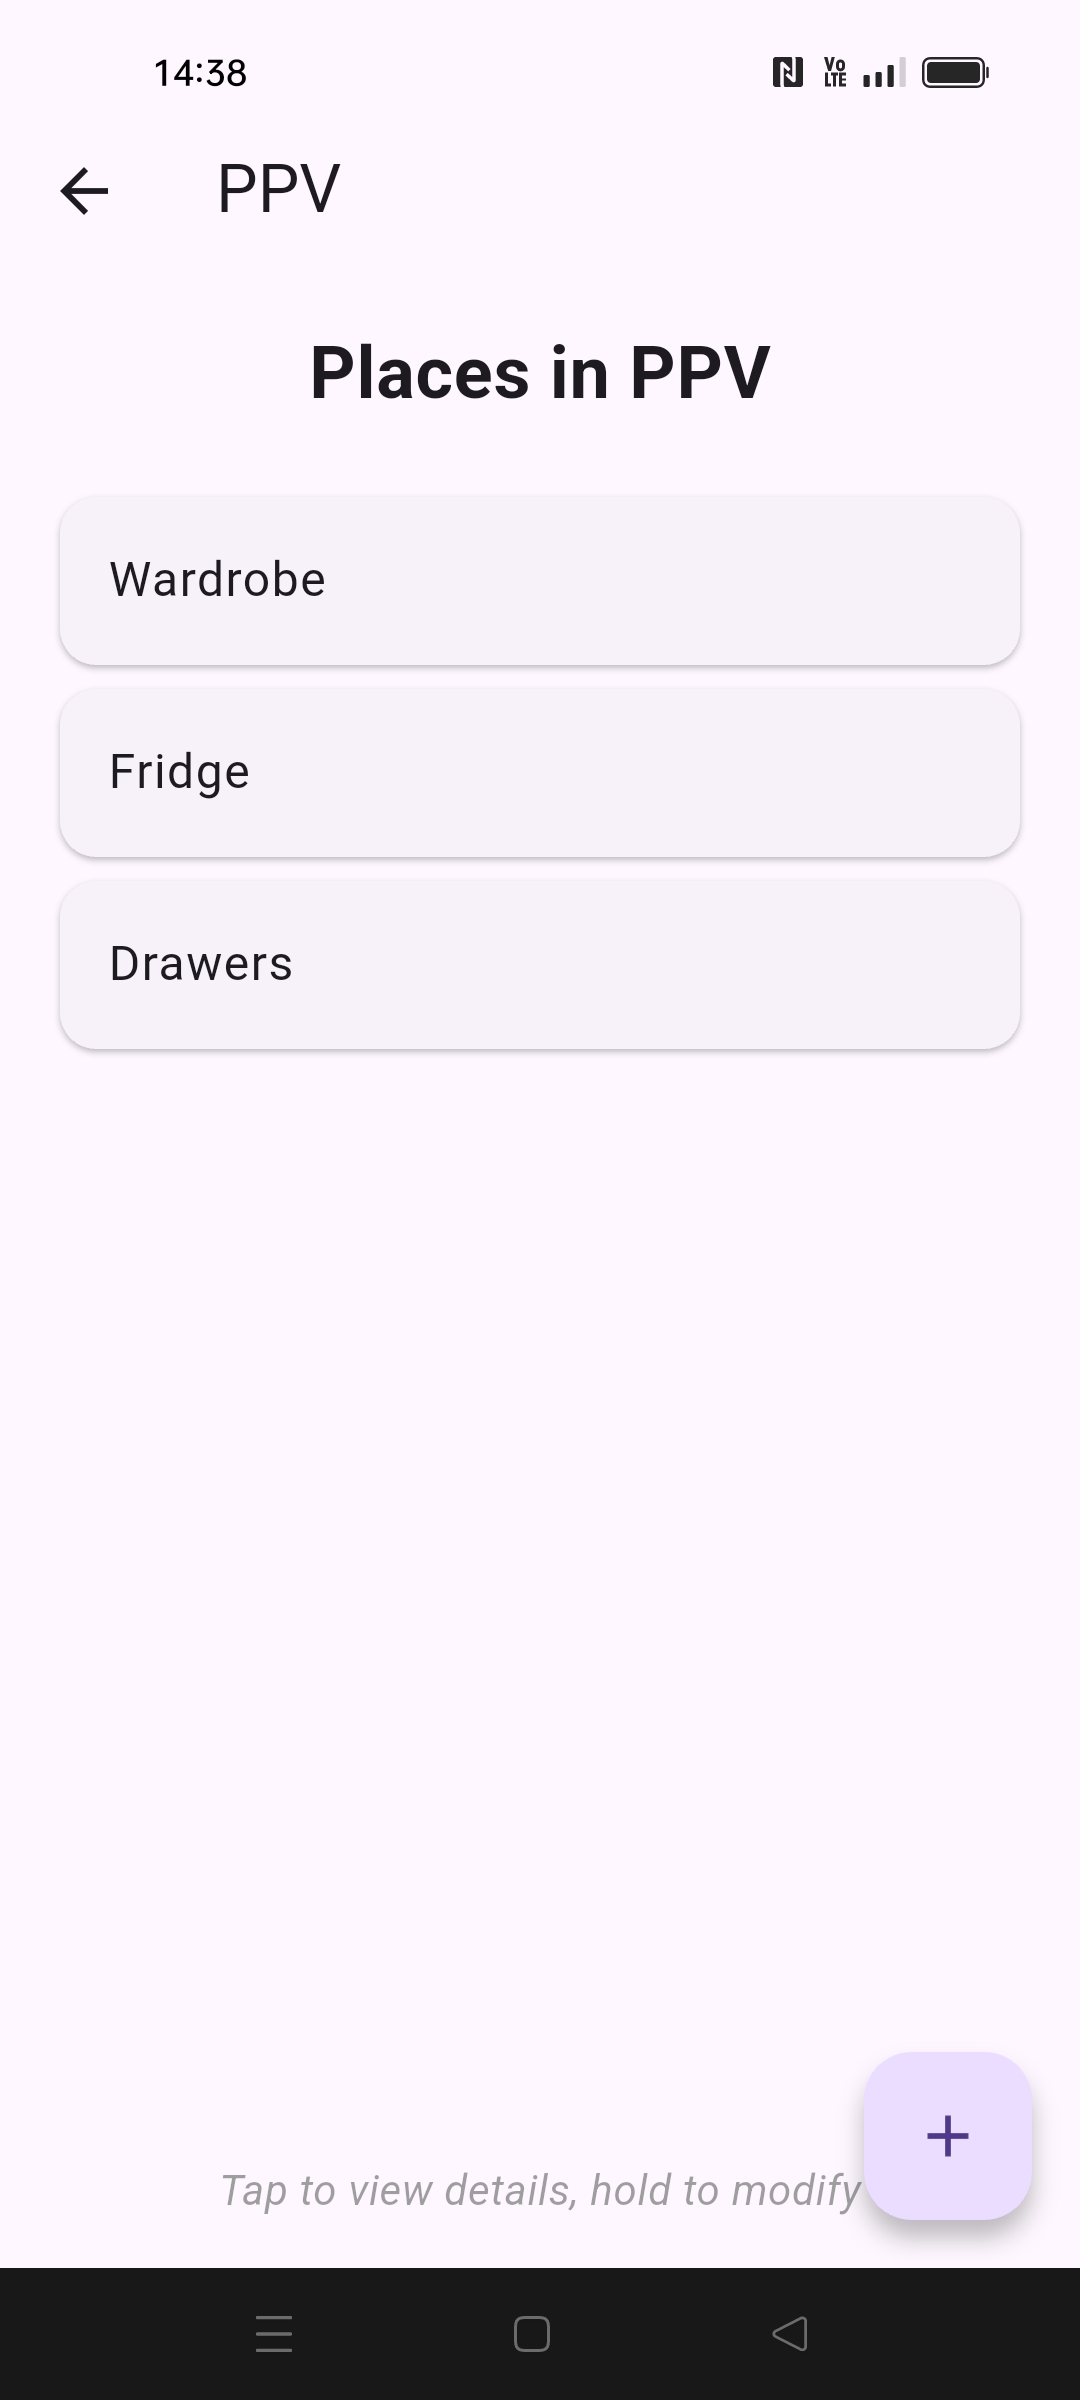 14:38
Vo
LTE
PPV
Places in PPV
Wardrobe
Fridge
Drawers
Tap to view details, hold to modify